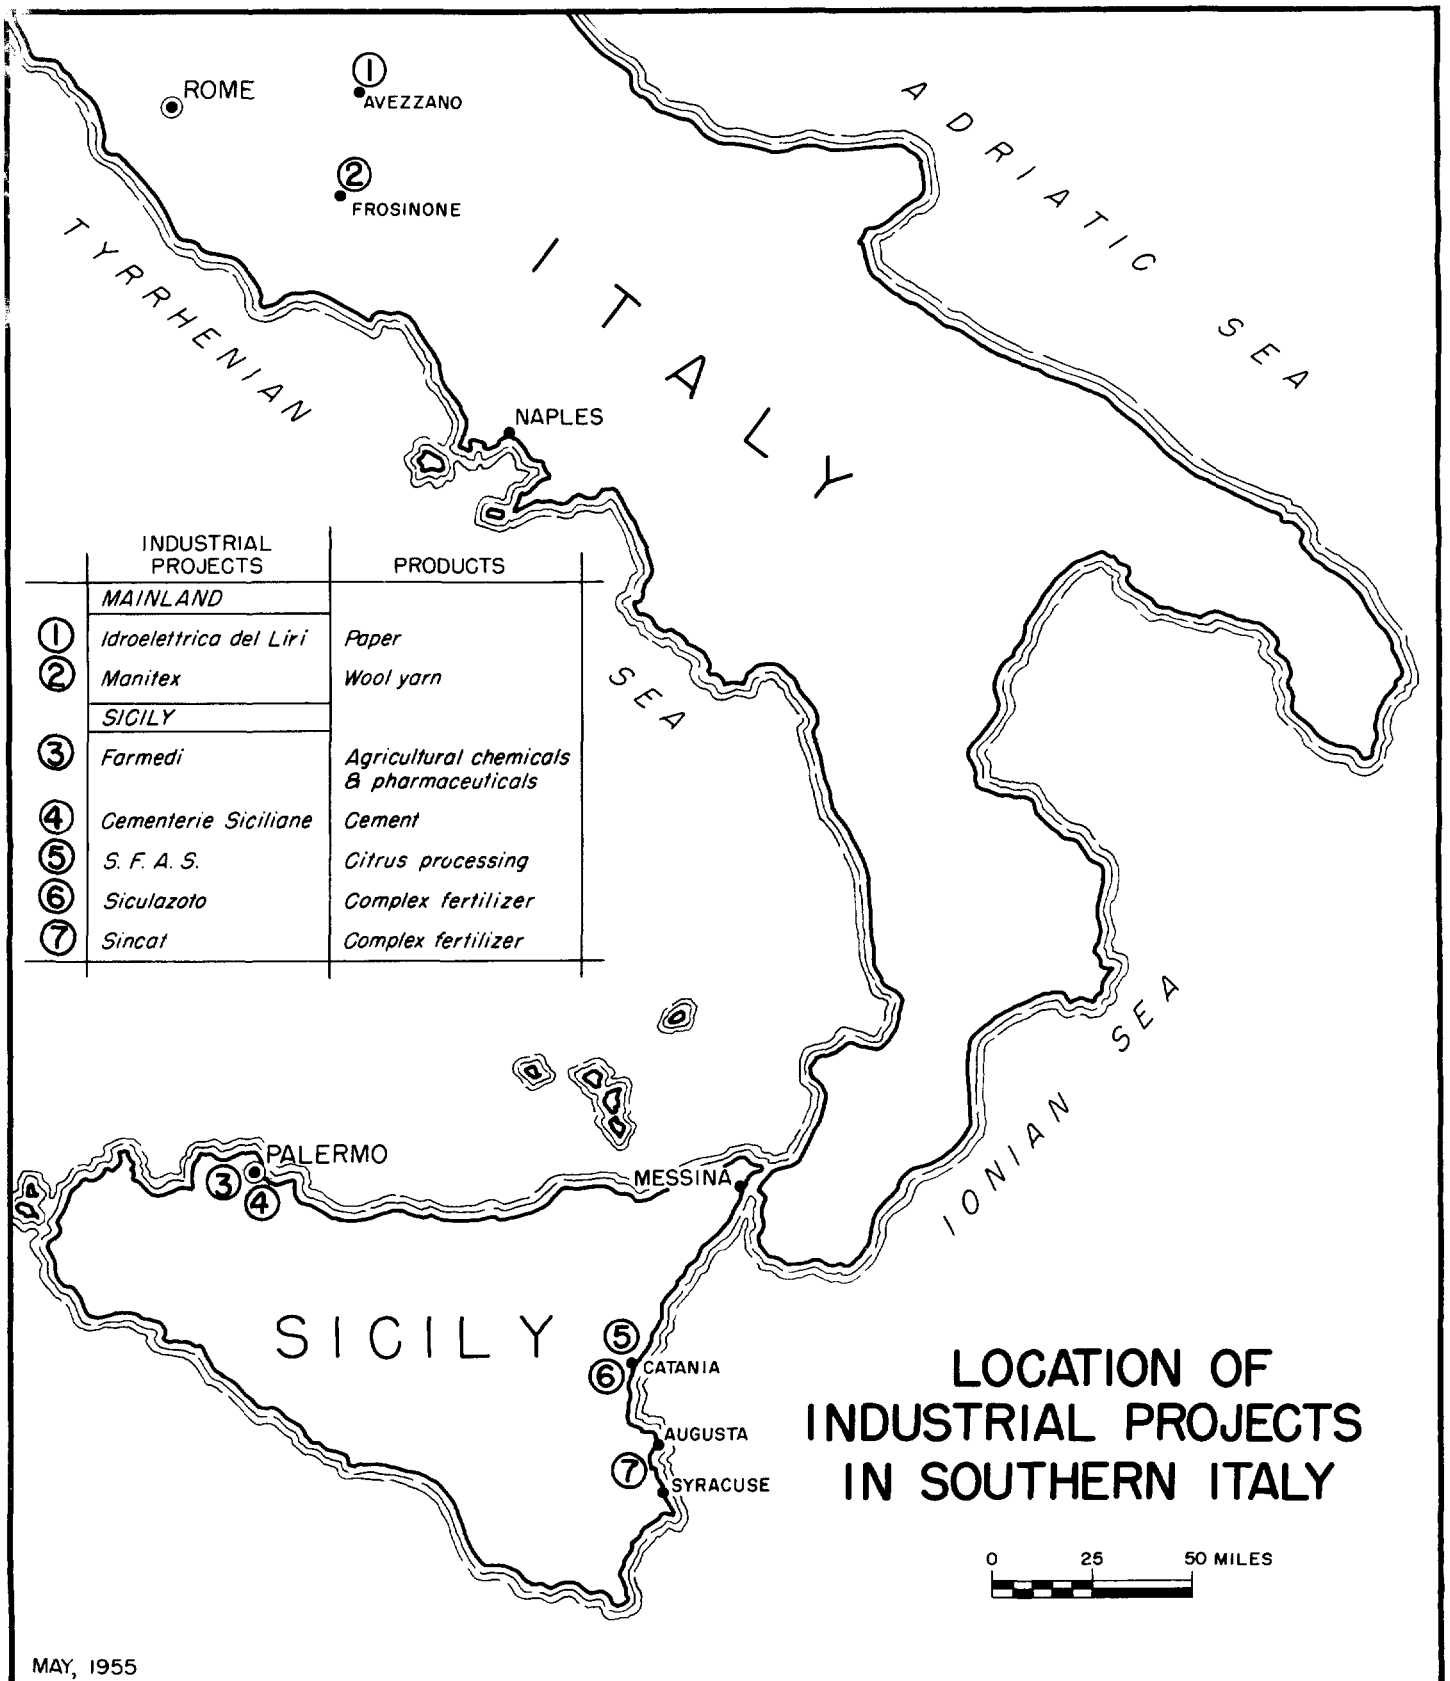 ROME
①
AVEZZANO
②
FROSINONE
ADRIATIC SEA
TYRRHENIAN SEA
ITALY
NAPLES
INDUSTRIAL PROJECTS PRODUCTS
MAINLAND
① Idroelettrica del Liri Paper
② Manitex Wool yarn
SICILY
③ Farmedi Agricultural chemicals
& pharmaceuticals
④ Cementerie Siciliane Cement
⑤ S. F. A. S. Citrus processing
⑥ Siculazoto Complex fertilizer
⑦ Sincat Complex fertilizer
IONIAN SEA
PALERMO
③
④
MESSINA
SICILY
⑤
⑥
CATANIA
AUGUSTA
⑦
SYRACUSE
LOCATION OF
INDUSTRIAL PROJECTS
IN SOUTHERN ITALY
0 25 50 MILES
MAY, 1955